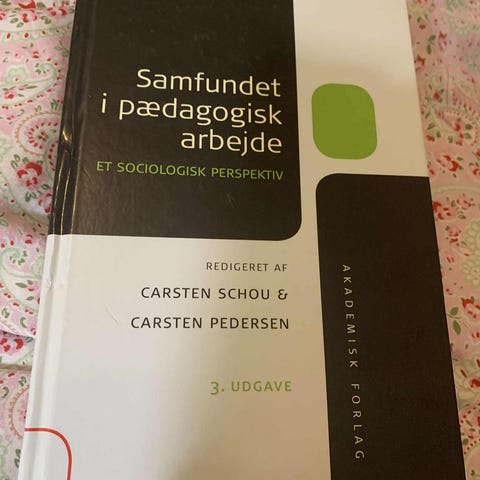 Samfundet
i pædagogisk
arbejde
ET SOCIOLOGISK PERSPEKTIV
REDIGERET AF
CARSTEN SCHOU &
CARSTEN PEDERSEN
3. UDGAVE
AKADEMISK FORLAG